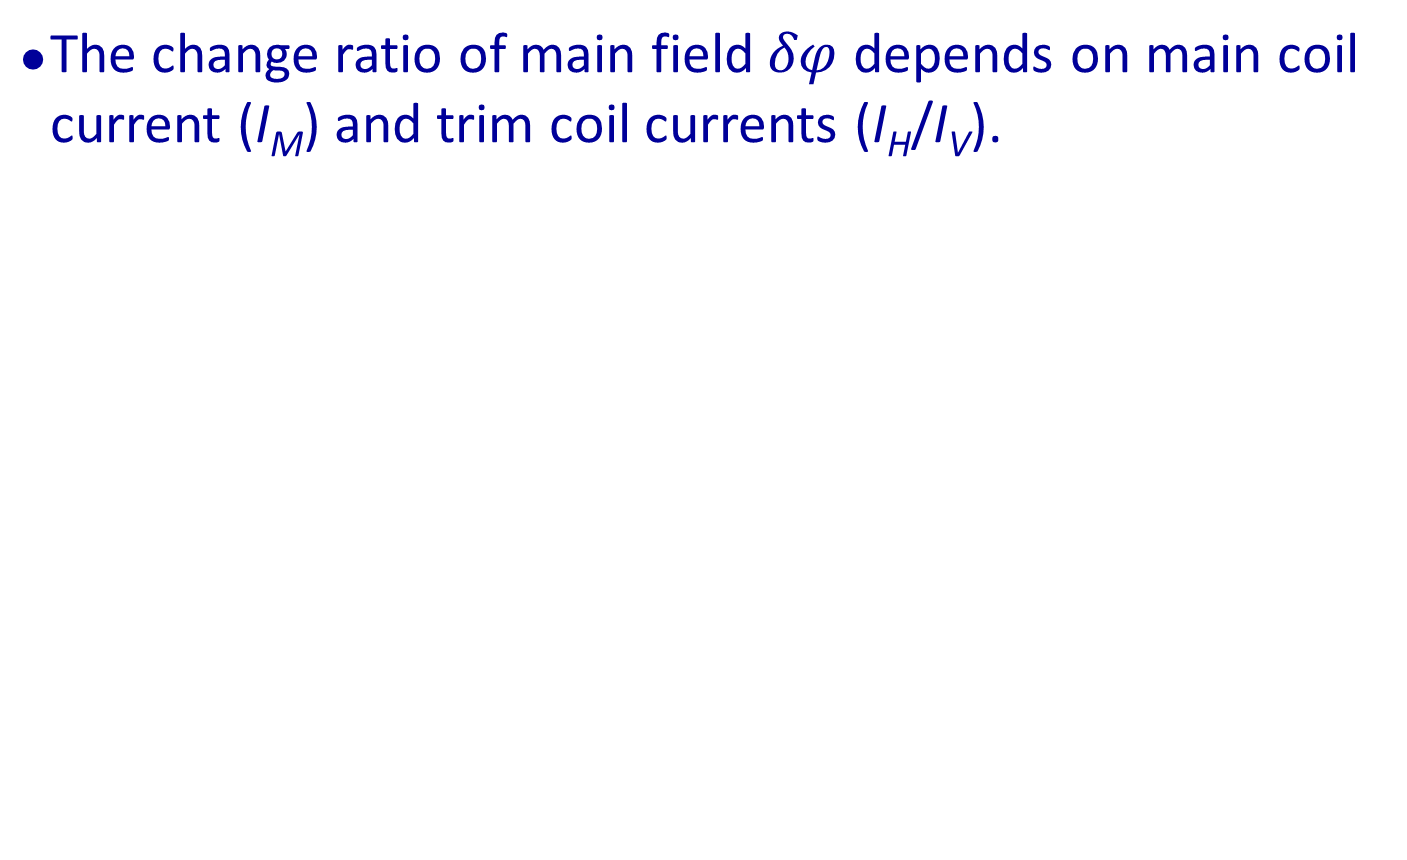 •The change ratio of main field δφ depends on main coil
current (I_M) and trim coil currents (I_H/I_V).